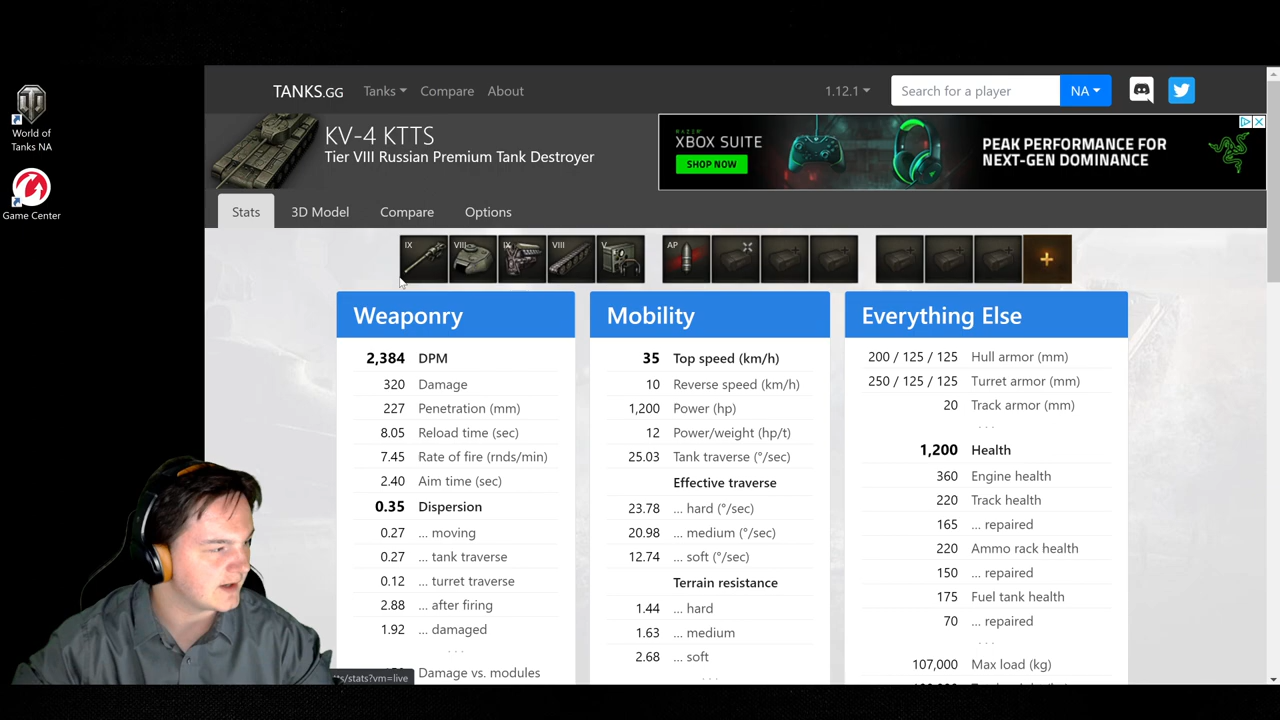 World of
Tanks NA
Game Center
TANKS.GG
Tanks
Compare
About
1.12.1
Search for a player
NA
KV-4 KTTS
Tier VIII Russian Premium Tank Destroyer
RAZER
XBOX SUITE
SHOP NOW
PEAK PERFORMANCE FOR
NEXT-GEN DOMINANCE
Stats
3D Model
Compare
Options
IX
VIII
IX
VIII
V
AP
Weaponry
2,384 DPM
320 Damage
227 Penetration (mm)
8.05 Reload time (sec)
7.45 Rate of fire (rnds/min)
2.40 Aim time (sec)
0.35 Dispersion
0.27 ... moving
0.27 ... tank traverse
0.12 ... turret traverse
2.88 ... after firing
1.92 ... damaged
...
Damage vs. modules
ts/stats?vm=live
Mobility
35 Top speed (km/h)
10 Reverse speed (km/h)
1,200 Power (hp)
12 Power/weight (hp/t)
25.03 Tank traverse (°/sec)
Effective traverse
23.78 ... hard (°/sec)
20.98 ... medium (°/sec)
12.74 ... soft (°/sec)
Terrain resistance
1.44 ... hard
1.63 ... medium
2.68 ... soft
...
Everything Else
200 / 125 / 125 Hull armor (mm)
250 / 125 / 125 Turret armor (mm)
20 Track armor (mm)
...
1,200 Health
360 Engine health
220 Track health
165 ... repaired
220 Ammo rack health
150 ... repaired
175 Fuel tank health
70 ... repaired
...
107,000 Max load (kg)